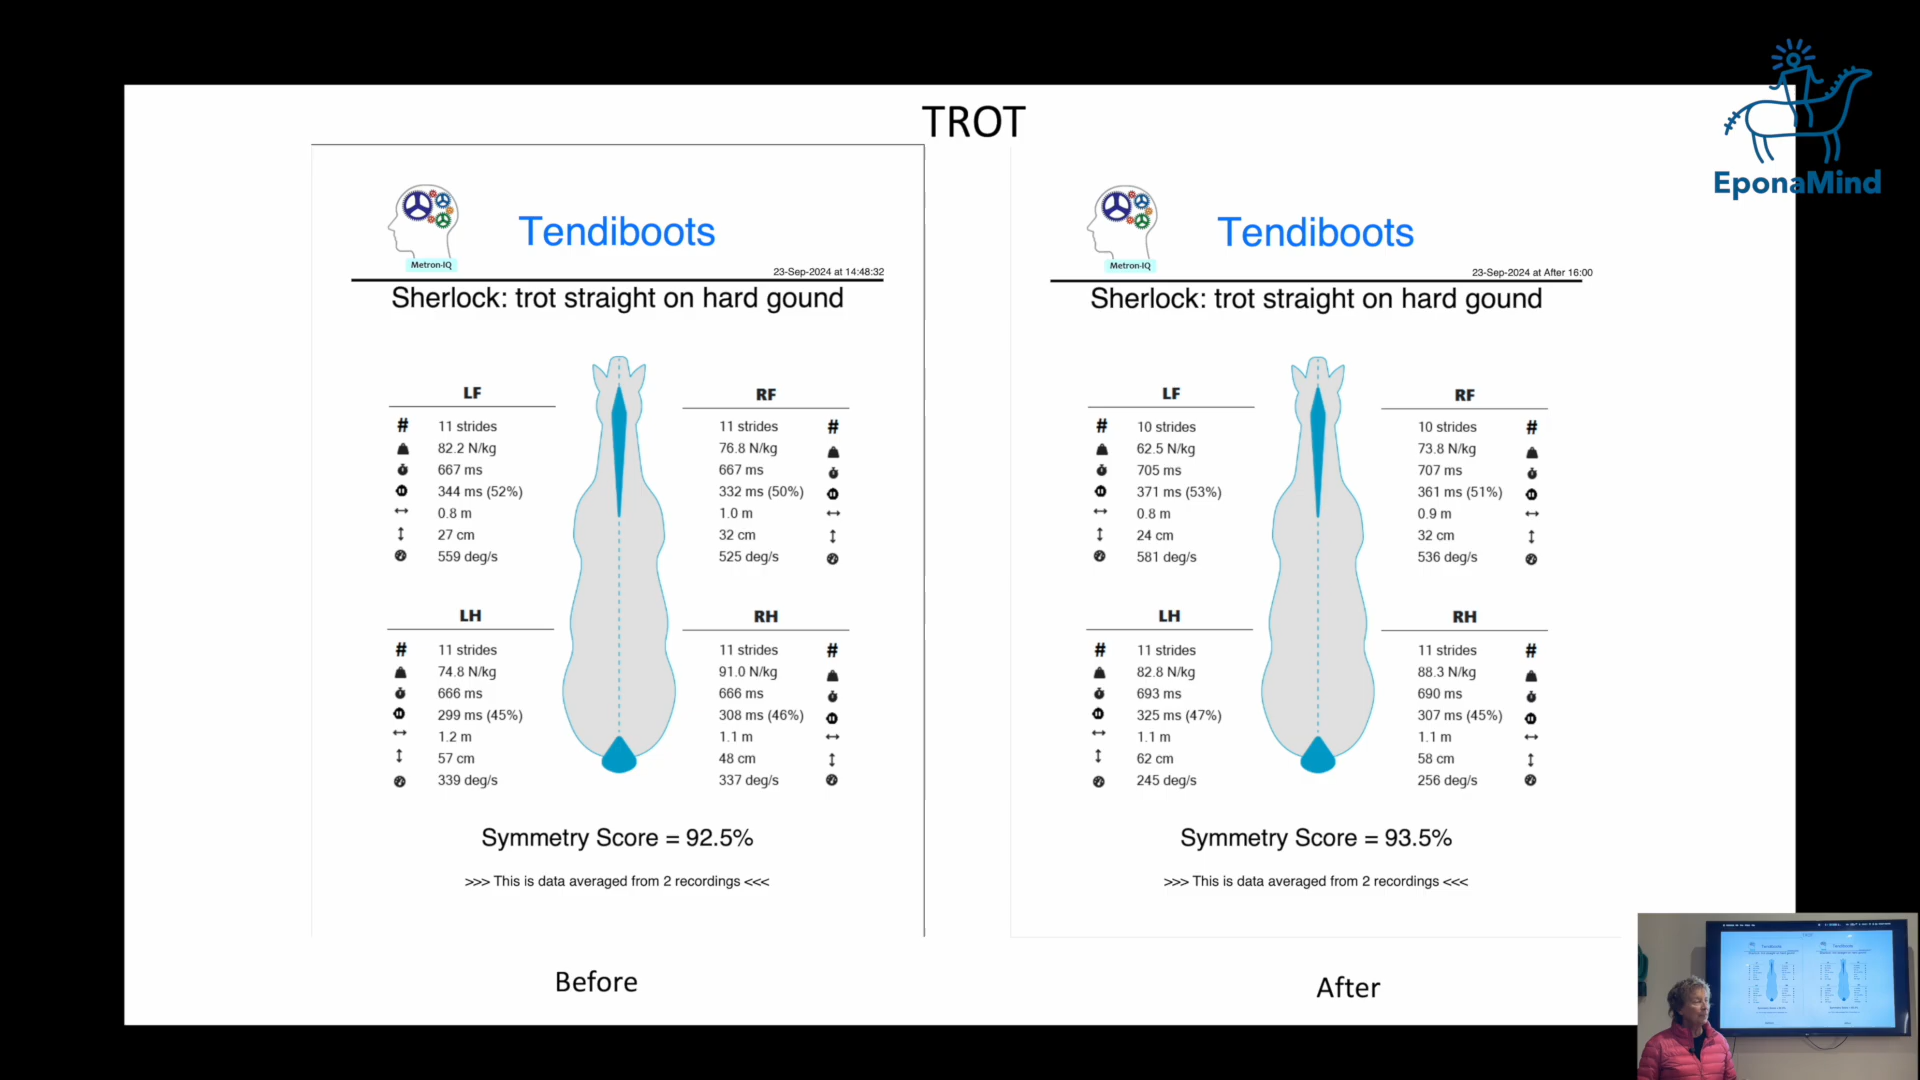 TROT
EponaMind
Metron-IQ
Tendiboots
23-Sep-2024 at 14:48:32
Sherlock: trot straight on hard gound
LF
# 11 strides
82.2 N/kg
667 ms
344 ms (52%)
0.8 m
27 cm
559 deg/s
RF
11 strides #
76.8 N/kg
667 ms
332 ms (50%)
1.0 m
32 cm
525 deg/s
LH
# 11 strides
74.8 N/kg
666 ms
299 ms (45%)
1.2 m
57 cm
339 deg/s
RH
11 strides #
91.0 N/kg
666 ms
308 ms (46%)
1.1 m
48 cm
337 deg/s
Symmetry Score = 92.5%
>>> This is data averaged from 2 recordings <<<
Before
Metron-IQ
Tendiboots
23-Sep-2024 at After 16:00
Sherlock: trot straight on hard gound
LF
# 10 strides
62.5 N/kg
705 ms
371 ms (53%)
0.8 m
24 cm
581 deg/s
RF
10 strides #
73.8 N/kg
707 ms
361 ms (51%)
0.9 m
32 cm
536 deg/s
LH
# 11 strides
82.8 N/kg
693 ms
325 ms (47%)
1.1 m
62 cm
245 deg/s
RH
11 strides #
88.3 N/kg
690 ms
307 ms (45%)
1.1 m
58 cm
256 deg/s
Symmetry Score = 93.5%
>>> This is data averaged from 2 recordings <<<
After